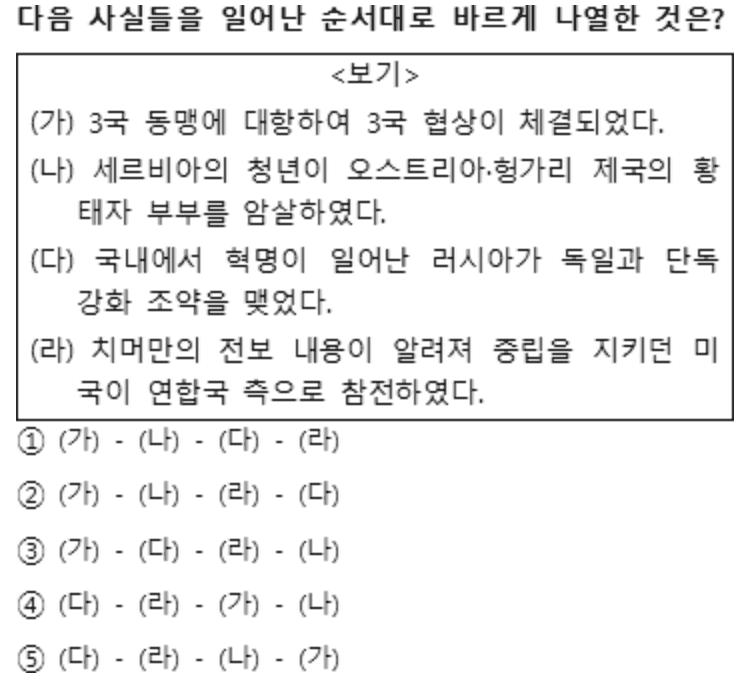 다음 사실들을 일어난 순서대로 바르게 나열한 것은?
<보기>
(가) 3국 동맹에 대항하여 3국 협상이 체결되었다.
(나) 세르비아의 청년이 오스트리아·헝가리 제국의 황
태자 부부를 암살하였다.
(다) 국내에서 혁명이 일어난 러시아가 독일과 단독
강화 조약을 맺었다.
(라) 치머만의 전보 내용이 알려져 중립을 지키던 미
국이 연합국 측으로 참전하였다.
① (가) - (나) - (다) - (라)
② (가) - (나) - (라) - (다)
③ (가) - (다) - (라) - (나)
④ (다) - (라) - (가) - (나)
⑤ (다) - (라) - (나) - (가)